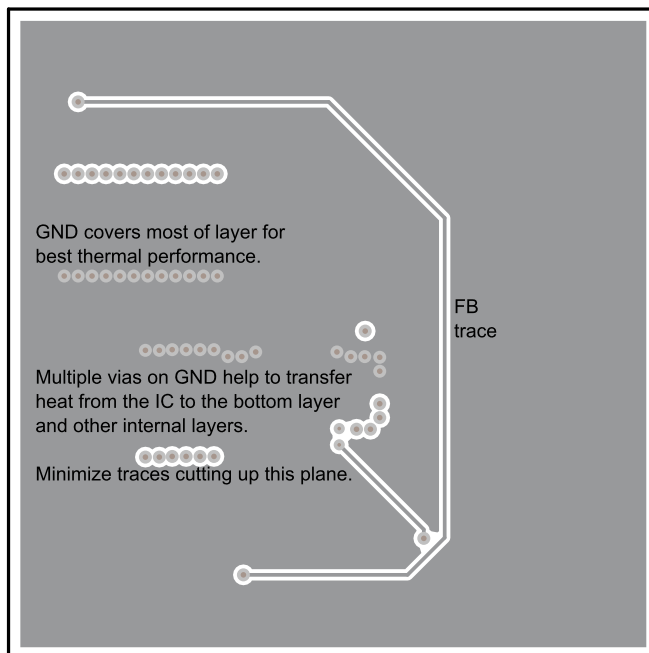 GND covers most of layer for
best thermal performance.
FB
trace
Multiple vias on GND help to transfer
heat from the IC to the bottom layer
and other internal layers.
Minimize traces cutting up this plane.